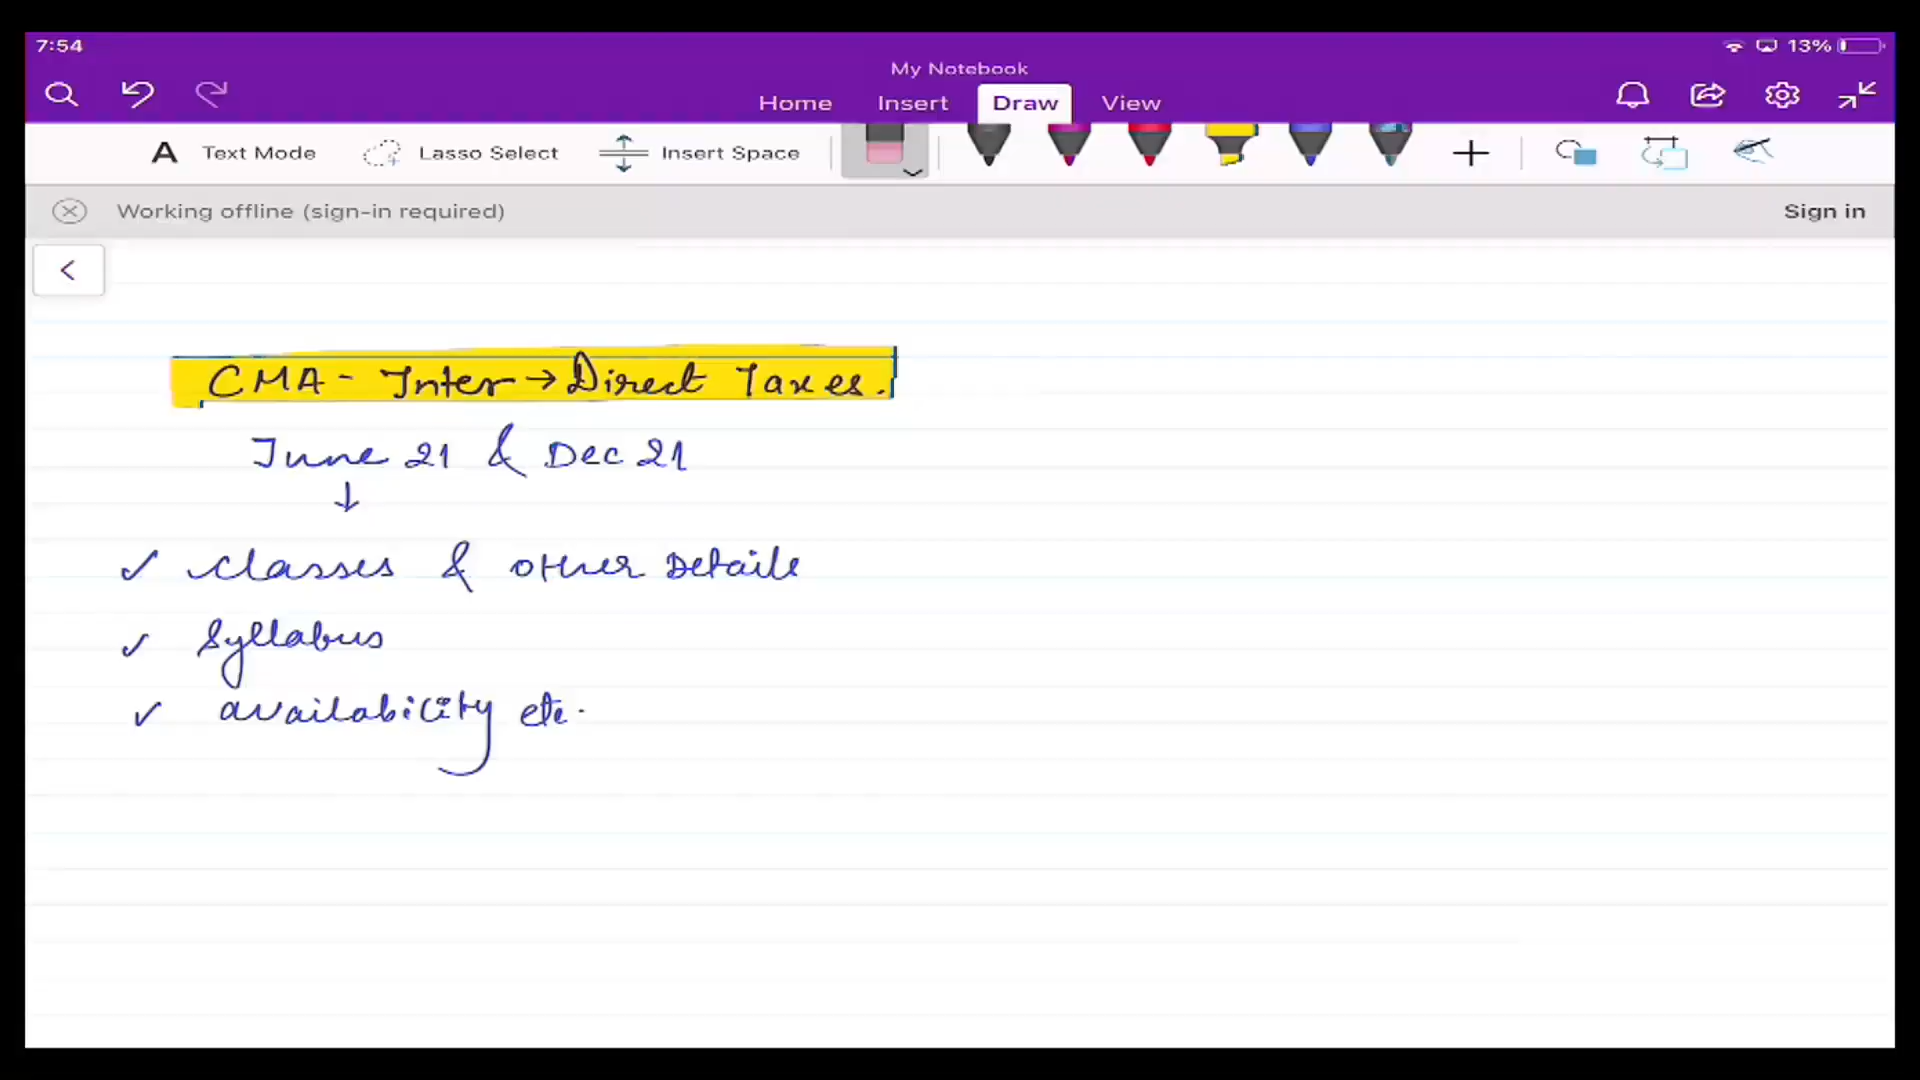 7:54
13%
My Notebook
Home Insert Draw View
Text Mode Lasso Select Insert Space
Working offline (sign-in required) Sign in
CMA - Inter → Direct Taxes.
June 21 & Dec 21
↓
✓ classes & other Details
✓ Syllabus
✓ availability etc.